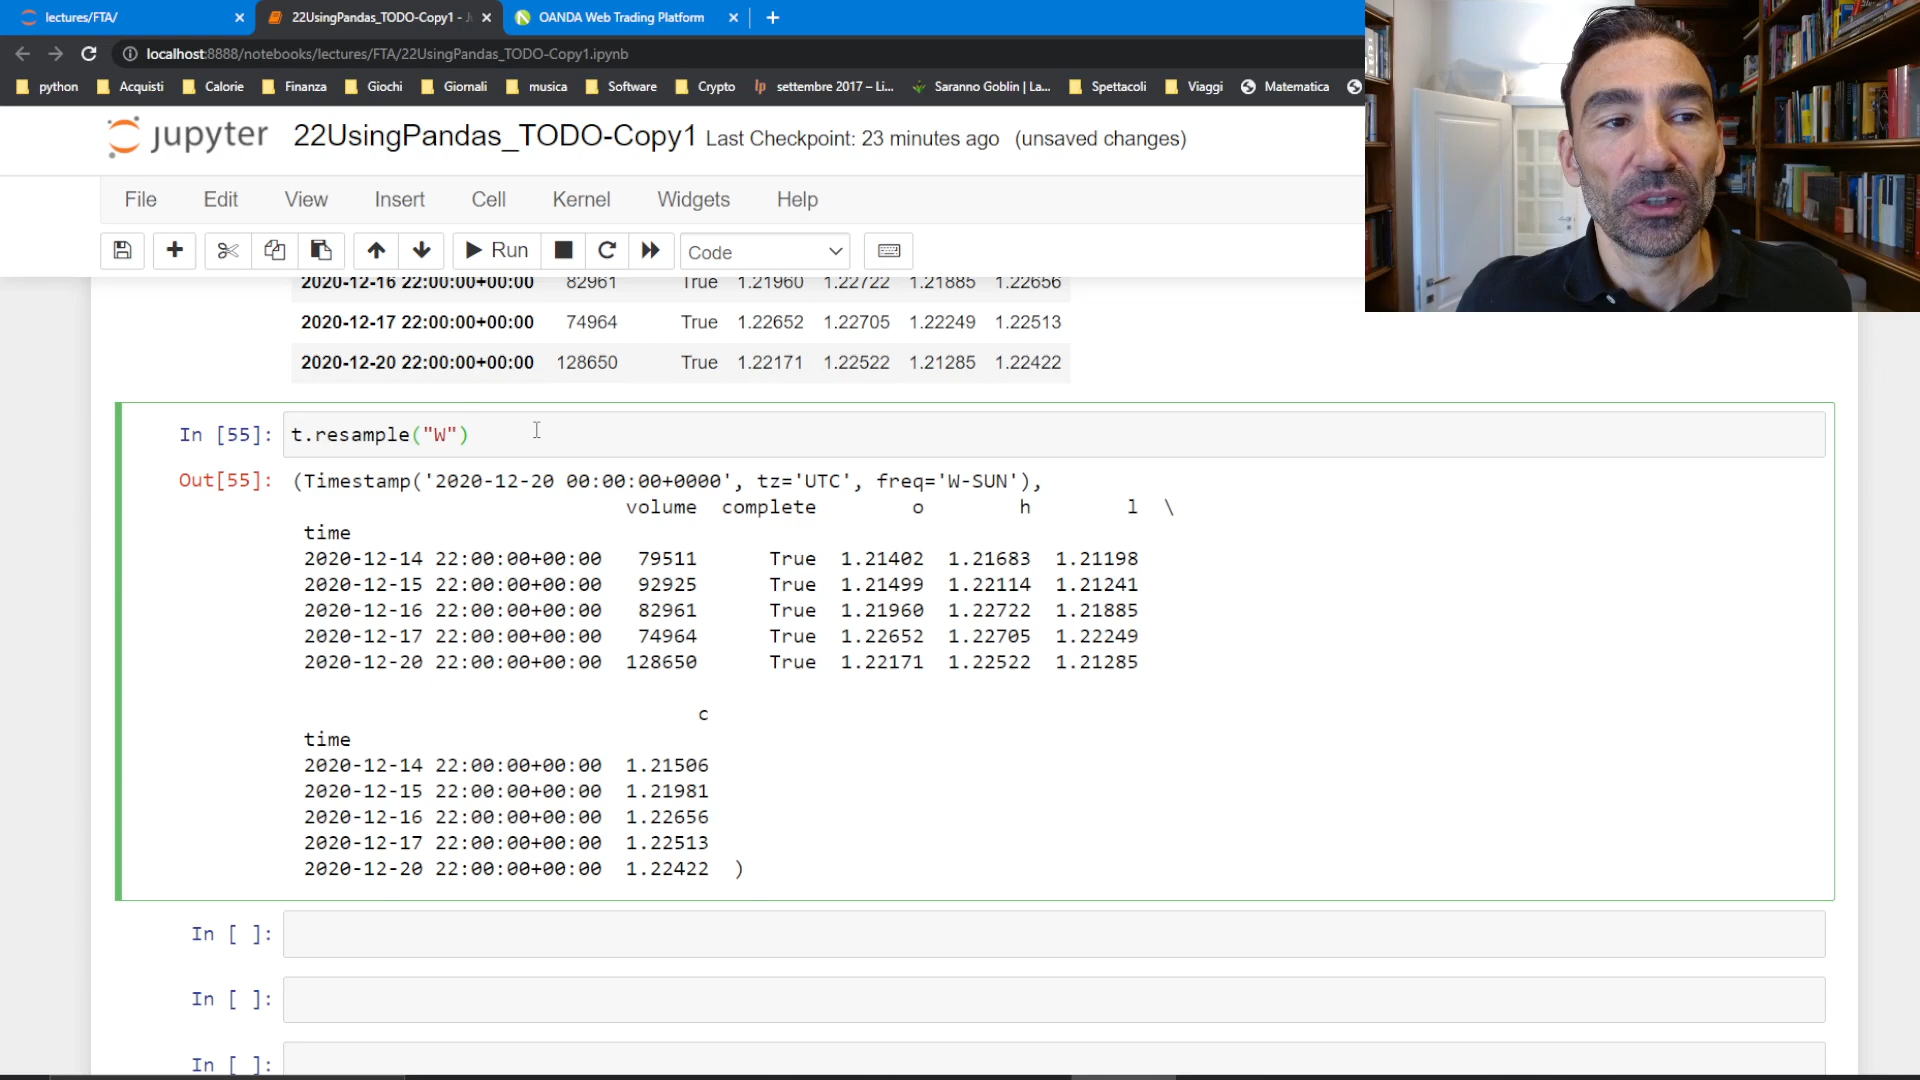 lectures/FTA/
22UsingPandas_TODO-Copy1 - J
OANDA Web Trading Platform
localhost:8888/notebooks/lectures/FTA/22UsingPandas_TODO-Copy1.ipynb
python Acquisti Calorie Finanza Giochi Giornali musica Software Crypto lp settembre 2017 – Li... Saranno Goblin | La... Spettacoli Viaggi Matematica
jupyter 22UsingPandas_TODO-Copy1 Last Checkpoint: 23 minutes ago (unsaved changes)
File Edit View Insert Cell Kernel Widgets Help
Run Code
2020-12-16 22:00:00+00:00 82961 True 1.21960 1.22722 1.21885 1.22656
2020-12-17 22:00:00+00:00 74964 True 1.22652 1.22705 1.22249 1.22513
2020-12-20 22:00:00+00:00 128650 True 1.22171 1.22522 1.21285 1.22422
In [55]: t.resample("W")
Out[55]: (Timestamp('2020-12-20 00:00:00+0000', tz='UTC', freq='W-SUN'),
volume complete o h l \
time
2020-12-14 22:00:00+00:00 79511 True 1.21402 1.21683 1.21198
2020-12-15 22:00:00+00:00 92925 True 1.21499 1.22114 1.21241
2020-12-16 22:00:00+00:00 82961 True 1.21960 1.22722 1.21885
2020-12-17 22:00:00+00:00 74964 True 1.22652 1.22705 1.22249
2020-12-20 22:00:00+00:00 128650 True 1.22171 1.22522 1.21285
c
time
2020-12-14 22:00:00+00:00 1.21506
2020-12-15 22:00:00+00:00 1.21981
2020-12-16 22:00:00+00:00 1.22656
2020-12-17 22:00:00+00:00 1.22513
2020-12-20 22:00:00+00:00 1.22422 )
In [ ]:
In [ ]:
In [ ]: